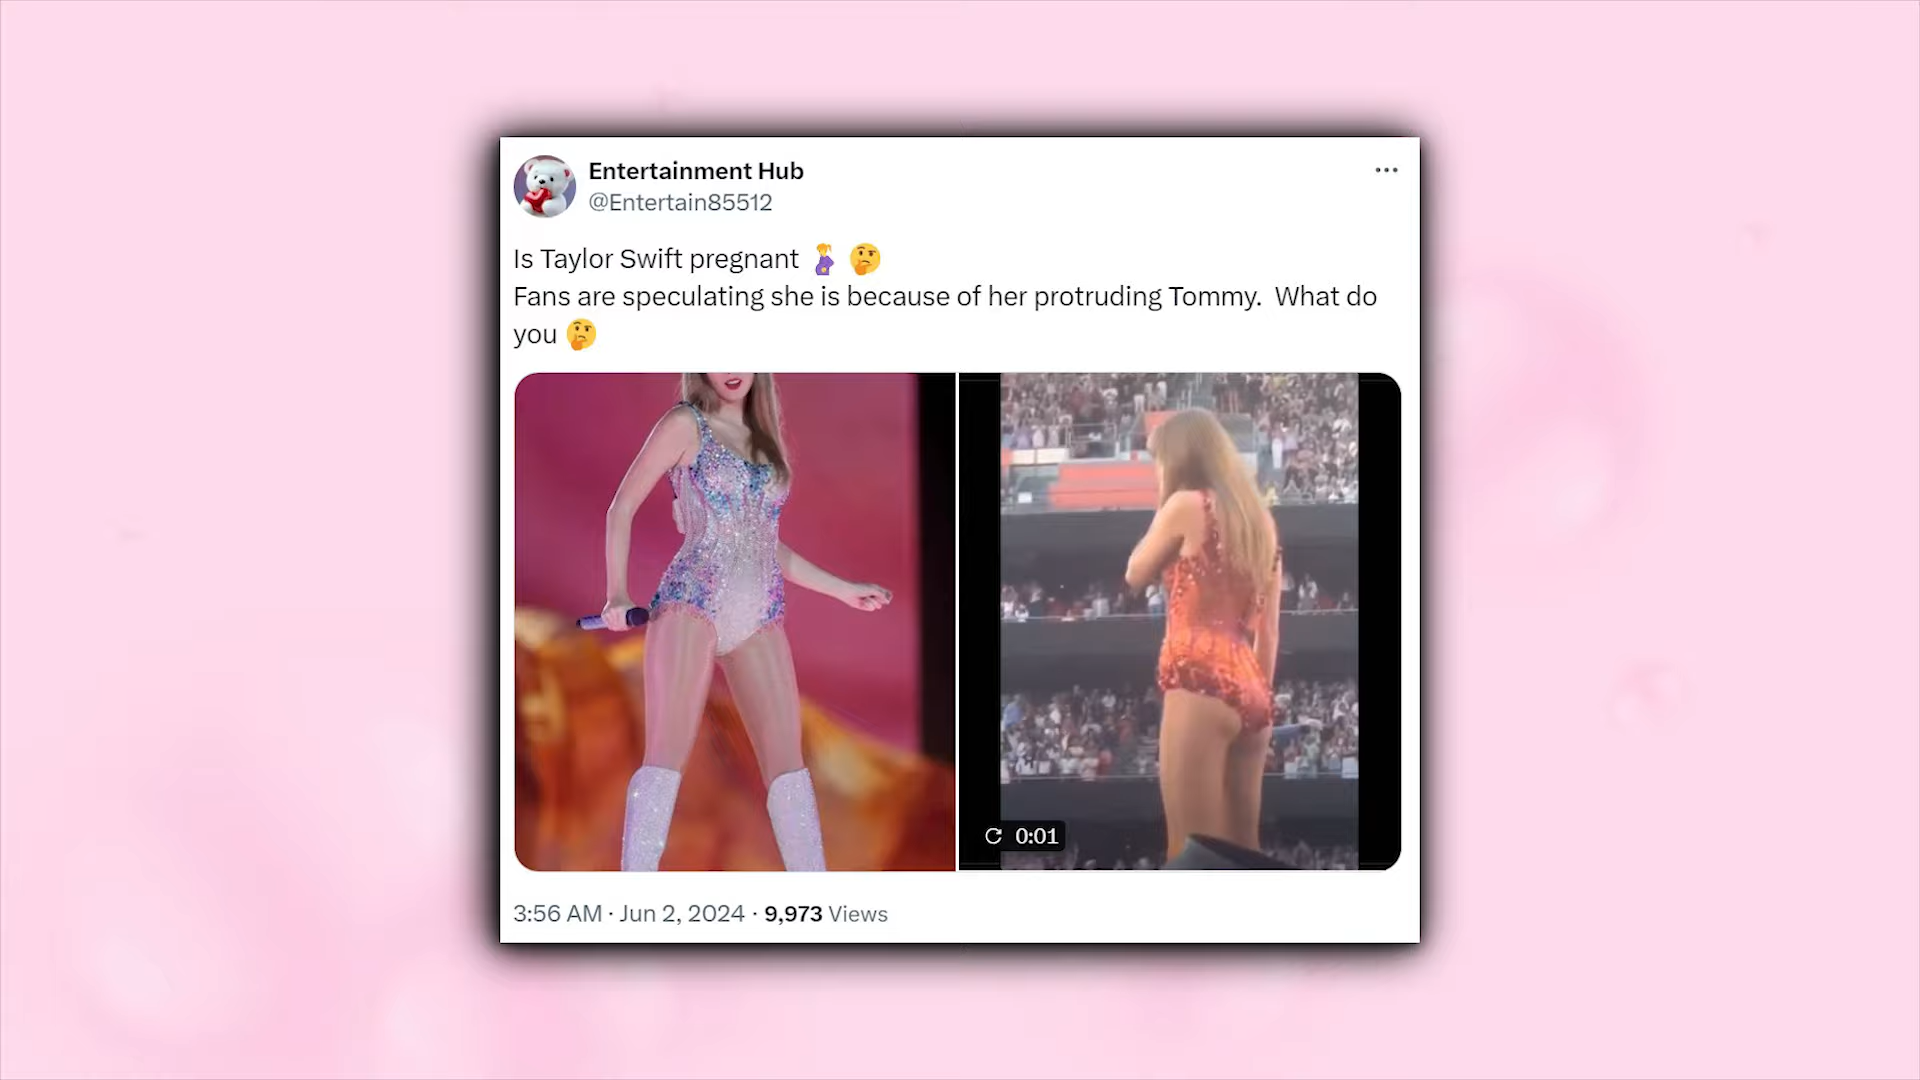 Entertainment Hub
@Entertain85512
Is Taylor Swift pregnant 🫃 🤔
Fans are speculating she is because of her protruding Tommy.  What do
you 🤔
0:01
3:56 AM · Jun 2, 2024 · 9,973 Views